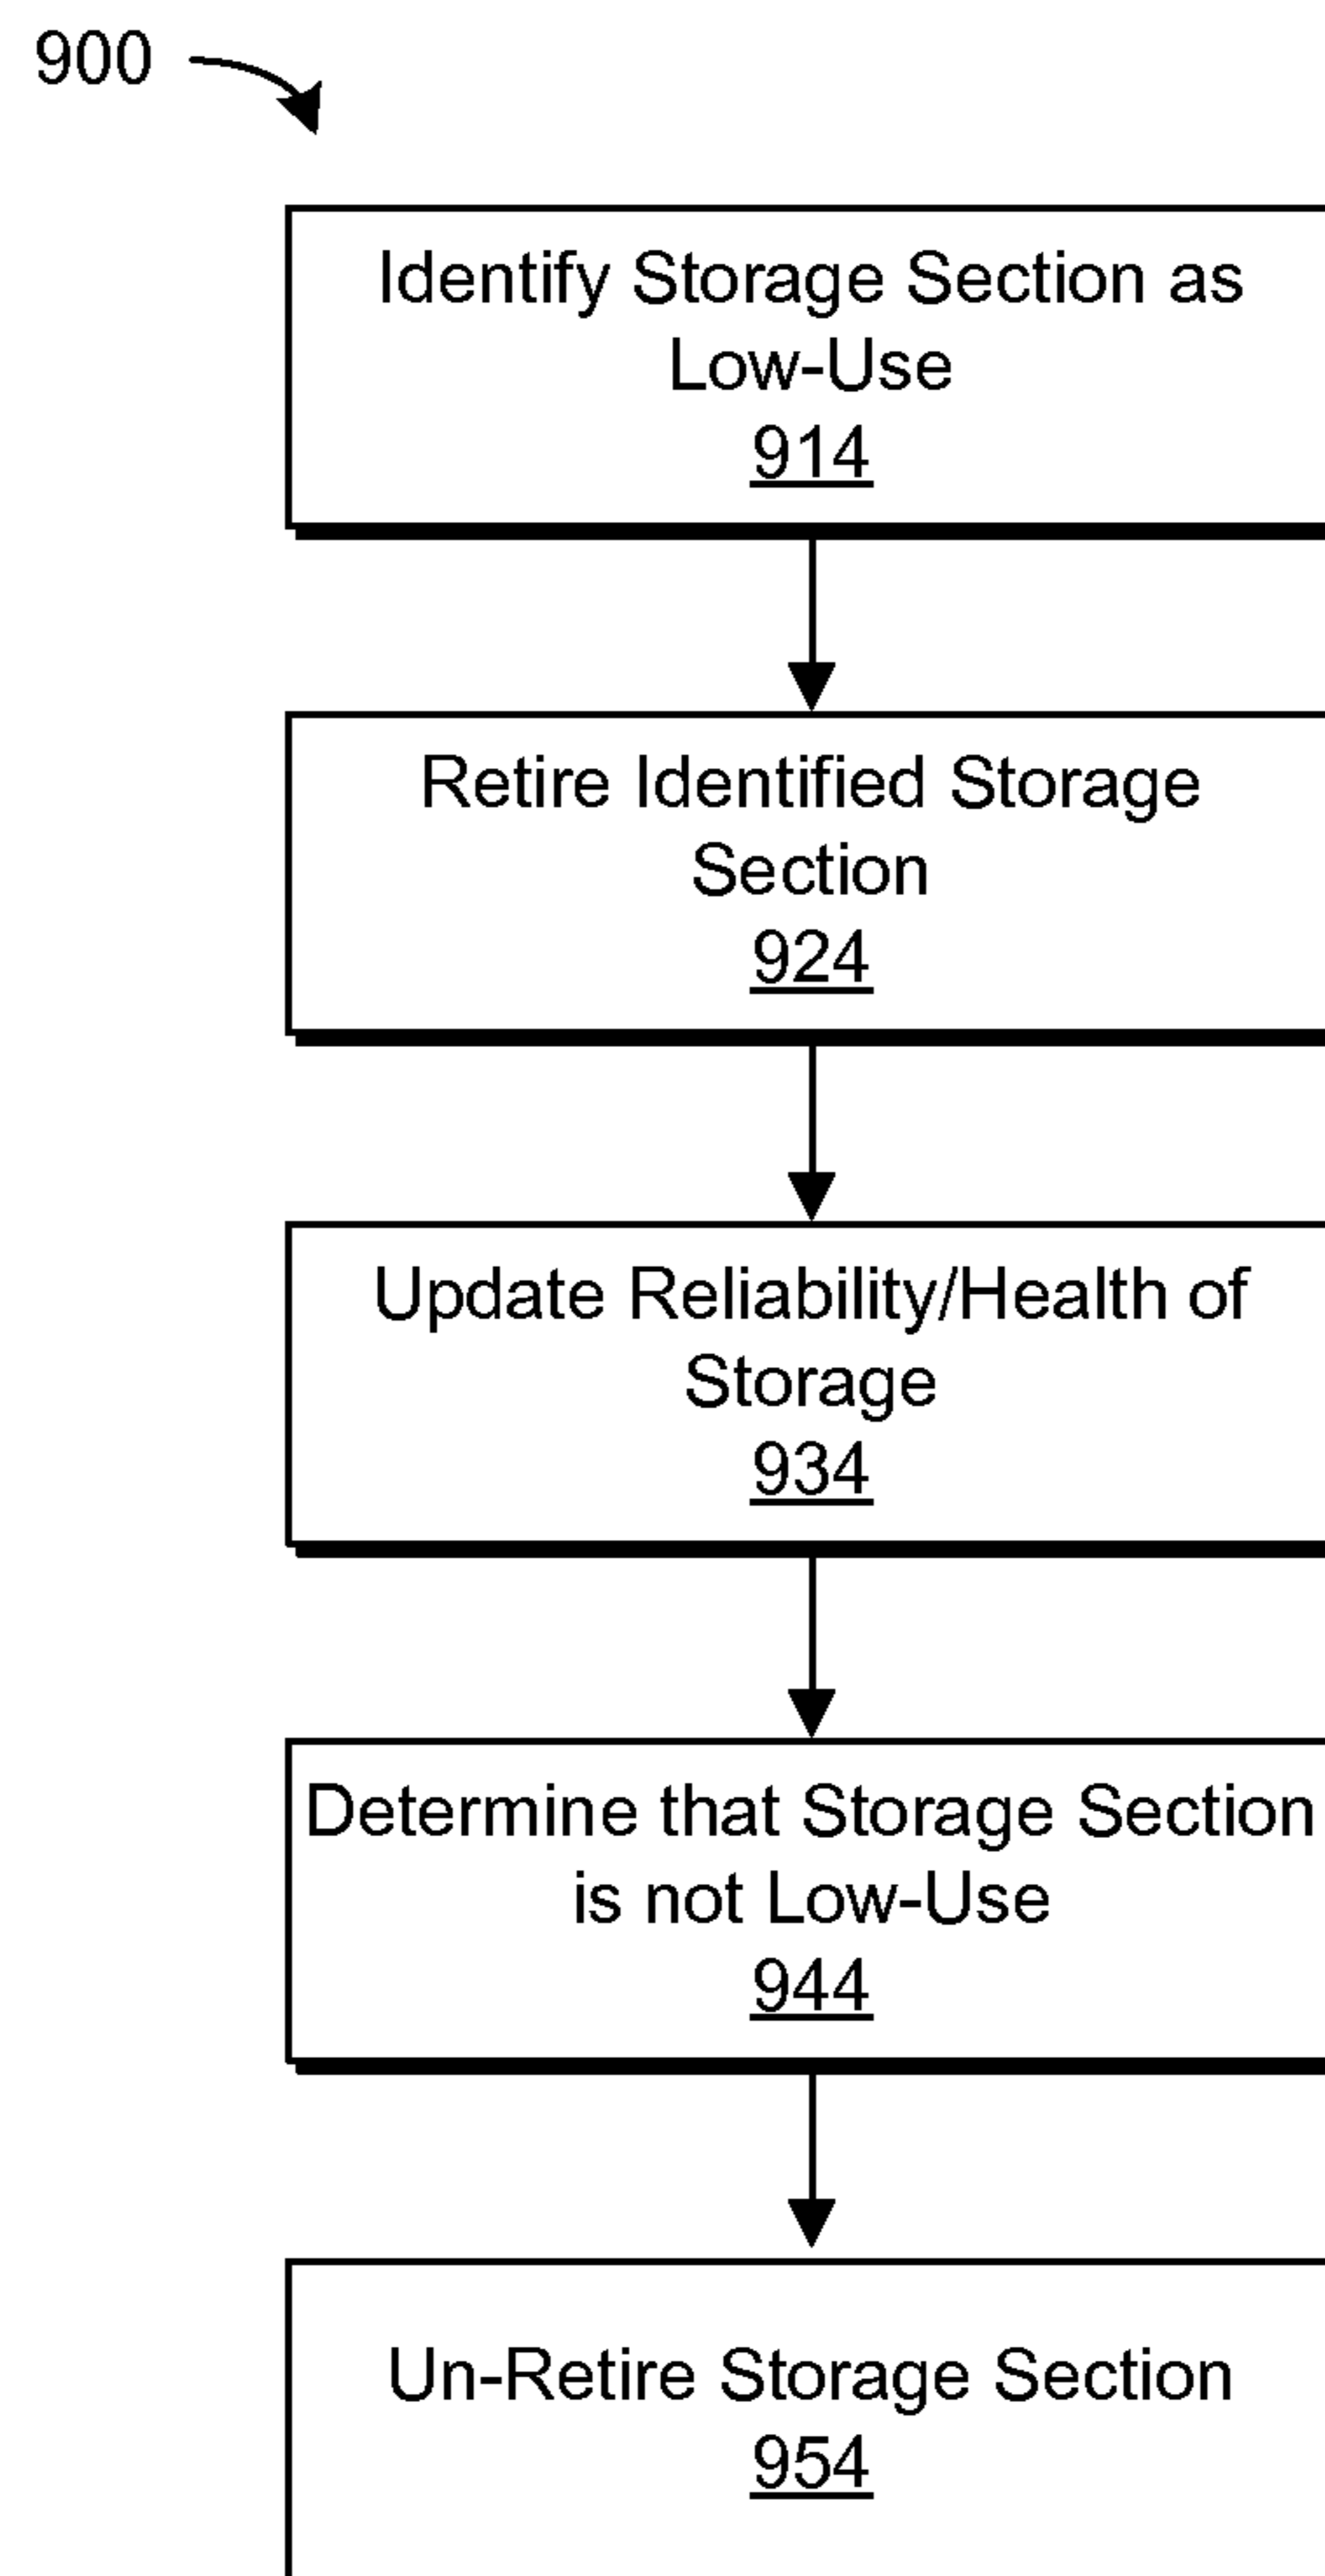 900
Identify Storage Section as
Low-Use
914
Retire Identified Storage
Section
924
Update Reliability/Health of
Storage
934
Determine that Storage Section
is not Low-Use
944
Un-Retire Storage Section
954